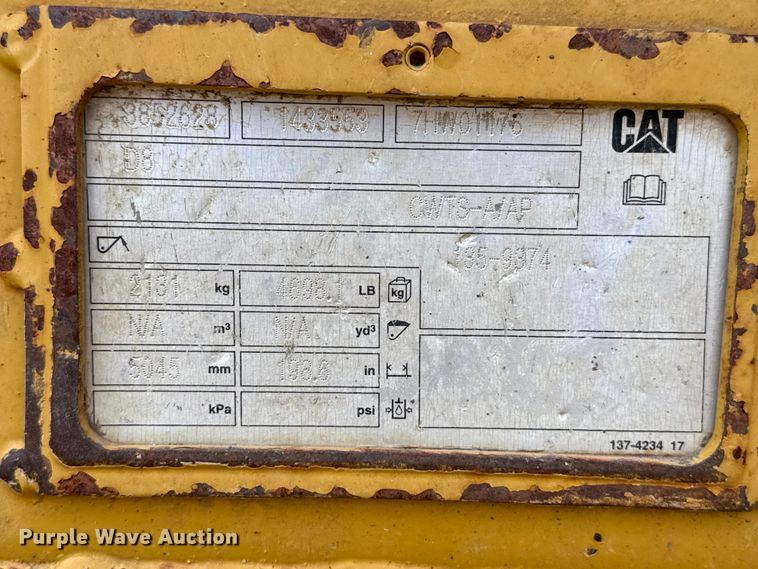 3852628 1433553 7HW01176 CAT
D8
CWTS-A/AP
135-9374
2131 kg 4698.1 LB kg
N/A m³ N/A yd³
5045 mm 198.6 in
kPa psi
137-4234 17
Purple Wave Auction